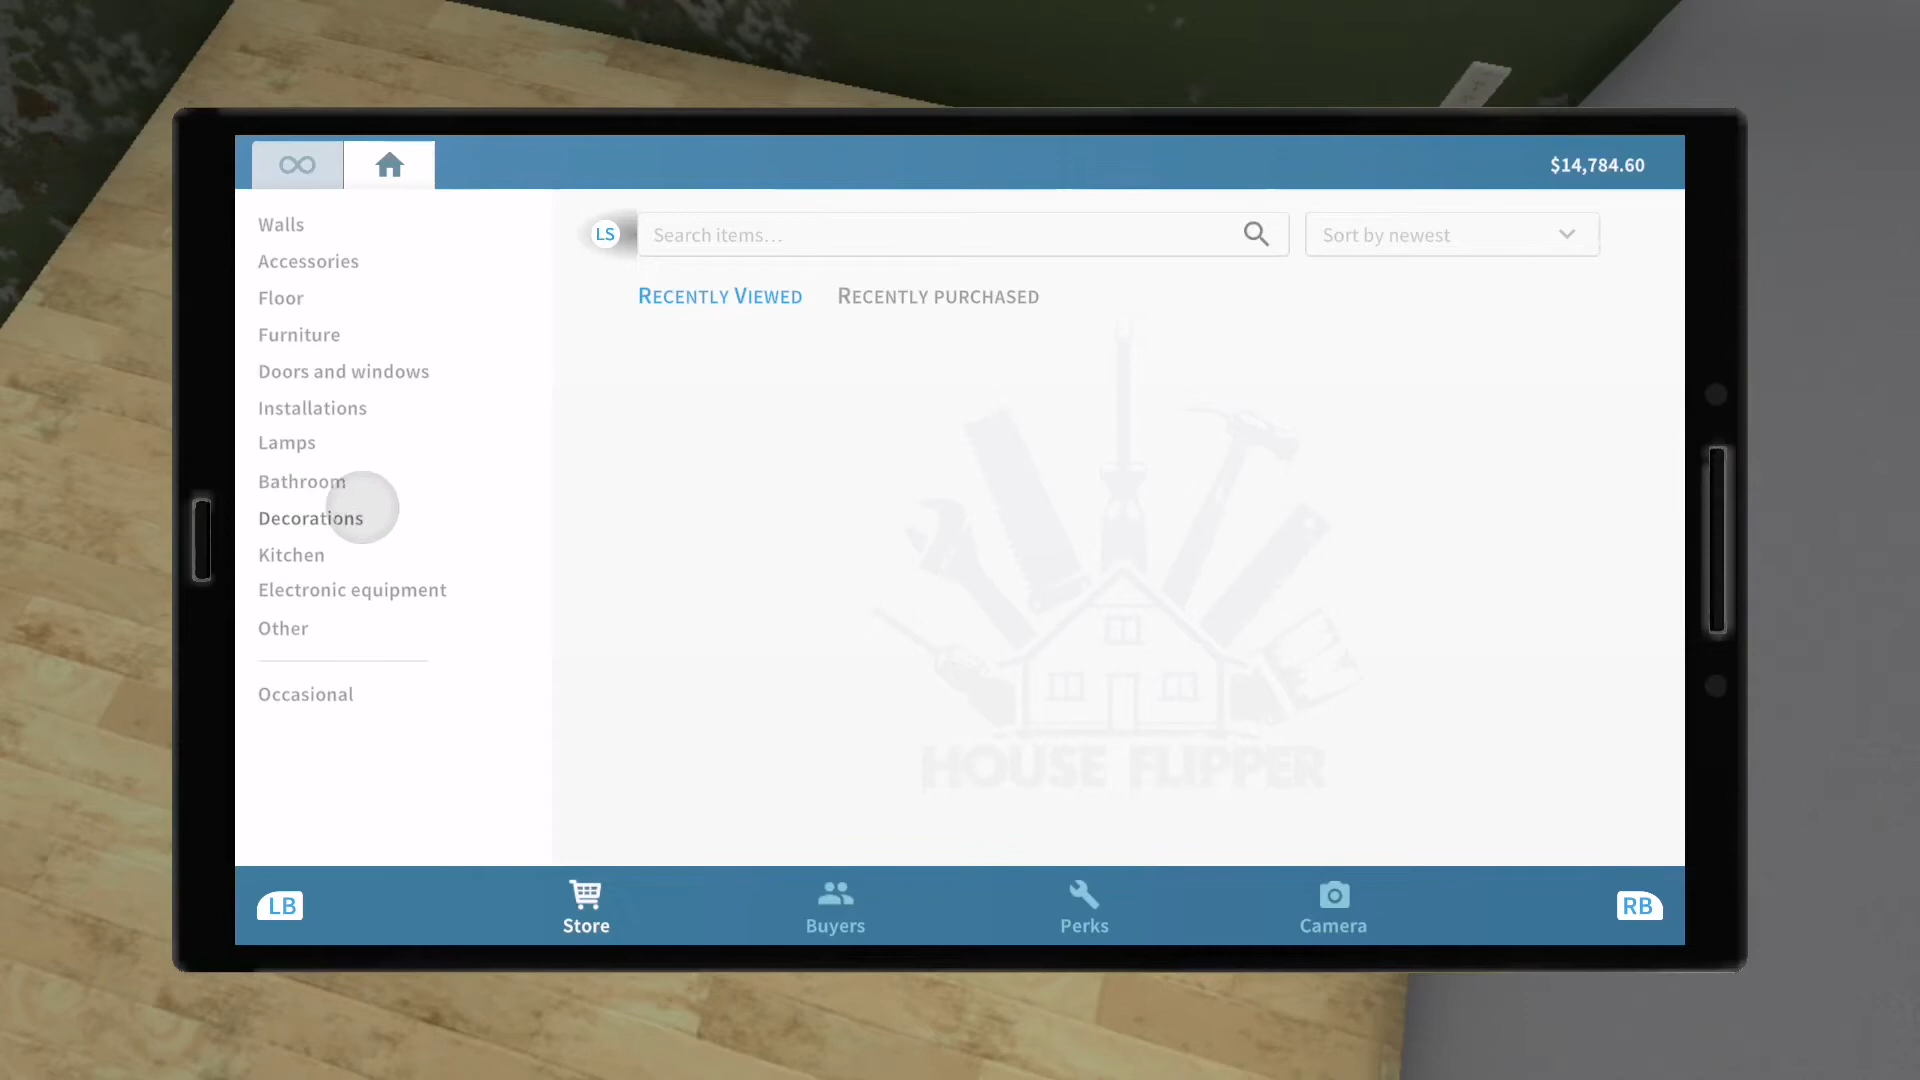 $14,784.60
Walls
Accessories
Floor
Furniture
Doors and windows
Installations
Lamps
Bathroom
Decorations
Kitchen
Electronic equipment
Other
Occasional
LS
Search items...
Sort by newest
RECENTLY VIEWED
RECENTLY PURCHASED
HOUSE FLIPPER
LB
Store
Buyers
Perks
Camera
RB